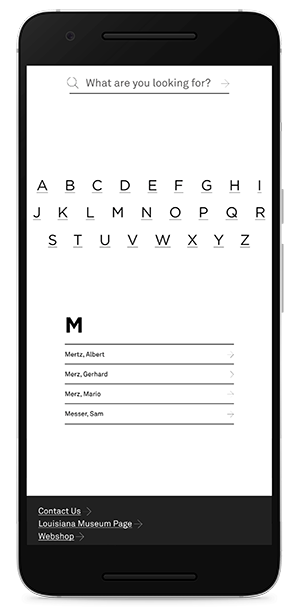 What are you looking for?
A B C D E F G H I
J K L M N O P Q R
S T U V W X Y Z
M
Mertz, Albert
Merz, Gerhard
Merz, Mario
Messer, Sam
Contact Us
Louisiana Museum Page
Webshop